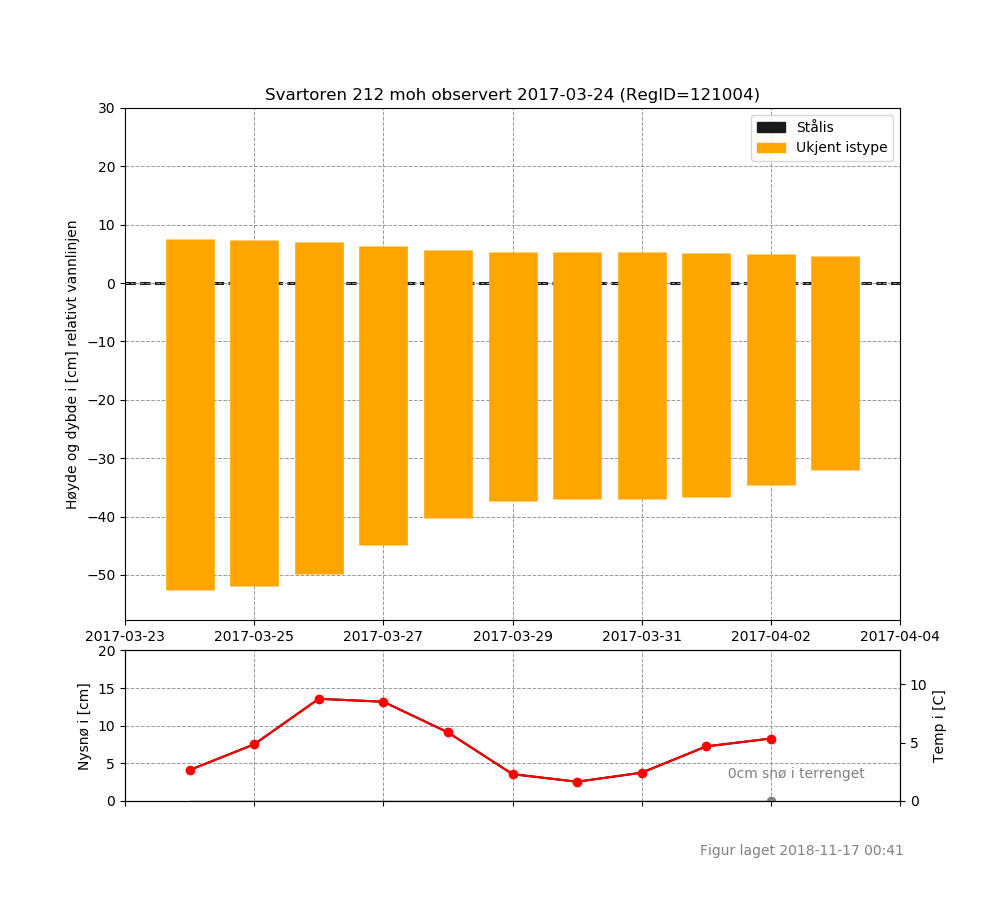 Svartoren 212 moh observert 2017-03-24 (RegID=121004)
Stålis
Ukjent istype
Høyde og dybde i [cm] relativt vannlinjen
30
20
10
0
−10
−20
−30
−40
−50
2017-03-23 2017-03-25 2017-03-27 2017-03-29 2017-03-31 2017-04-02 2017-04-04
Nysnø i [cm]
20
15
10
5
0
10
5
0
Temp i [C]
0cm snø i terrenget
Figur laget 2018-11-17 00:41